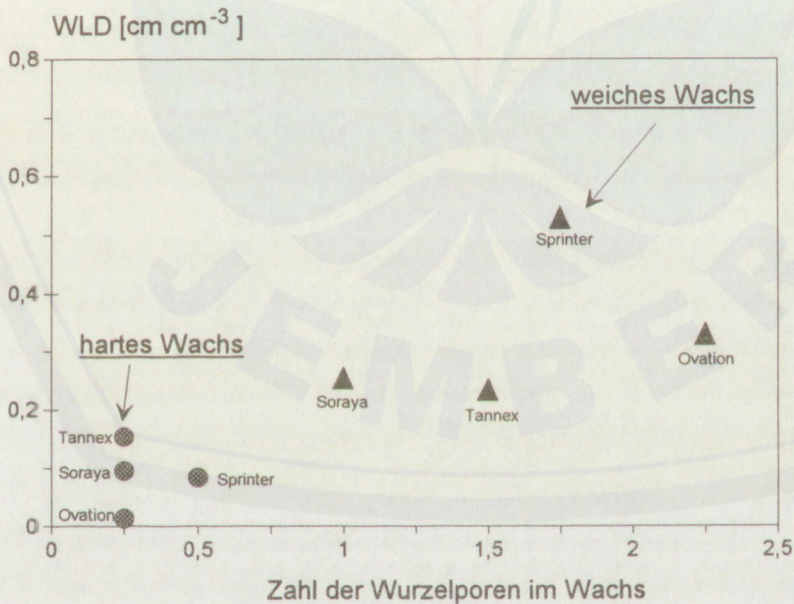 WLD [cm cm⁻³ ]
0,8
weiches Wachs
0,6
Sprinter
0,4
hartes Wachs
Ovation
Soraya
Tannex
0,2
Tannex
Soraya
Sprinter
Ovation
0
0 0,5 1 1,5 2 2,5
Zahl der Wurzelporen im Wachs
JEMBER